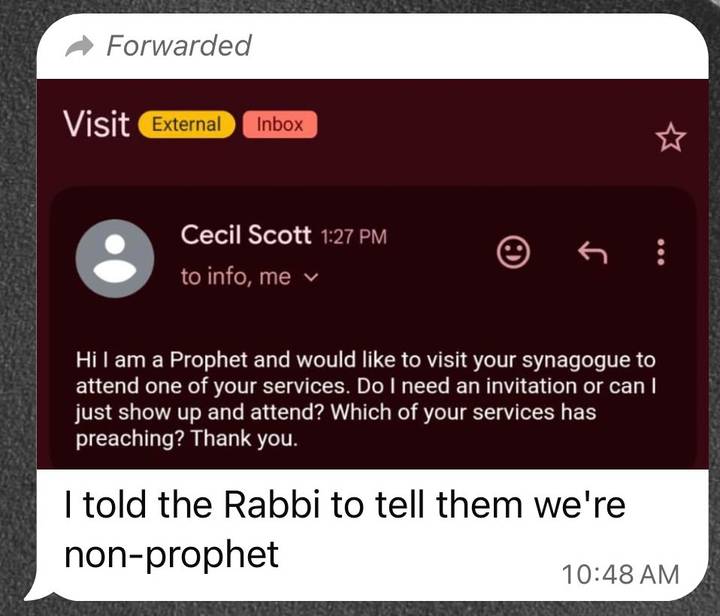 Forwarded
Visit External Inbox
Cecil Scott 1:27 PM
to info, me
Hi I am a Prophet and would like to visit your synagogue to
attend one of your services. Do I need an invitation or can I
just show up and attend? Which of your services has
preaching? Thank you.
I told the Rabbi to tell them we're
non-prophet
10:48 AM